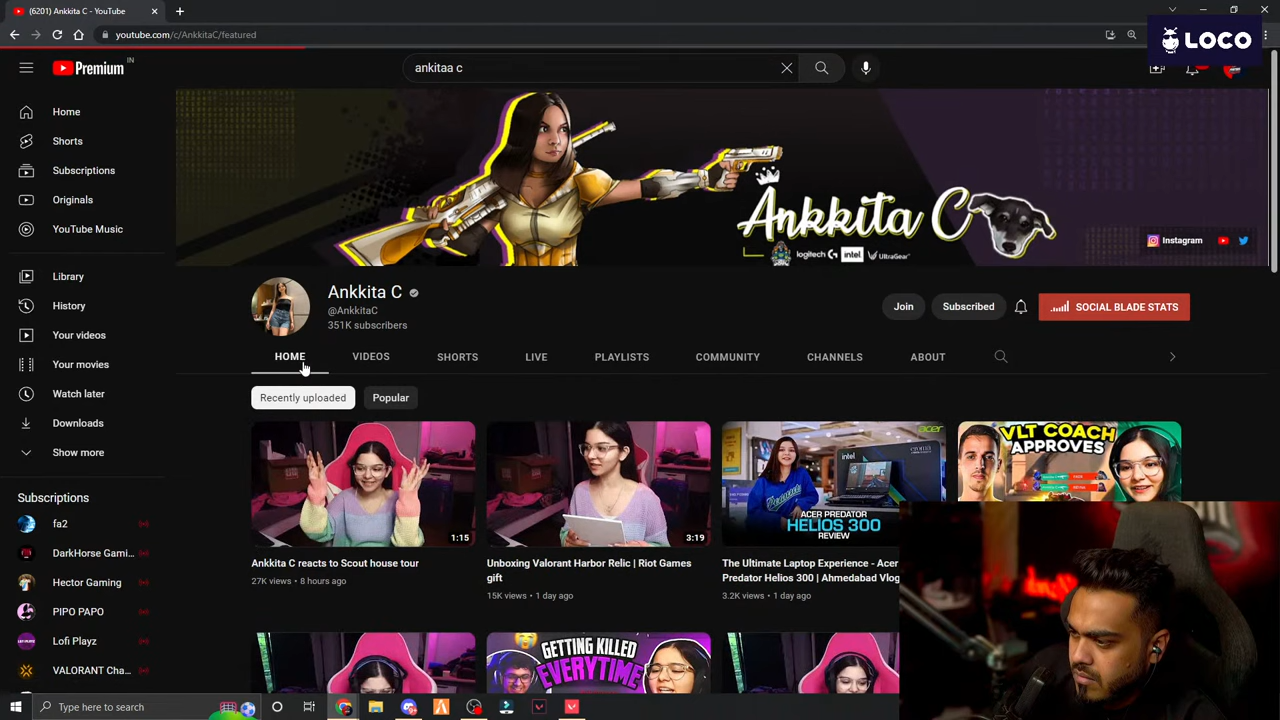 (6201) Ankkita C - YouTube
youtube.com/c/AnkkitaC/featured
LOCO
Premium
IN
ankitaa c
Home
Shorts
Subscriptions
Originals
YouTube Music
Library
History
Your videos
Your movies
Watch later
Downloads
Show more
Subscriptions
fa2
DarkHorse Gami...
Hector Gaming
PIPO PAPO
Lofi Playz
VALORANT Cha...
Ankkita C
logitech G intel UltraGear
Instagram
Ankkita C
@AnkkitaC
351K subscribers
Join
Subscribed
SOCIAL BLADE STATS
HOME
VIDEOS
SHORTS
LIVE
PLAYLISTS
COMMUNITY
CHANNELS
ABOUT
Recently uploaded
Popular
1:15
Ankkita C reacts to Scout house tour
27K views • 8 hours ago
3:19
Unboxing Valorant Harbor Relic | Riot Games
gift
15K views • 1 day ago
acer
intel
croma
ACER PREDATOR
HELIOS 300
REVIEW
The Ultimate Laptop Experience - Acer
Predator Helios 300 | Ahmedabad Vlog
3.2K views • 1 day ago
VLT COACH
APPROVES
GETTING KILLED
EVERYTIME
Type here to search